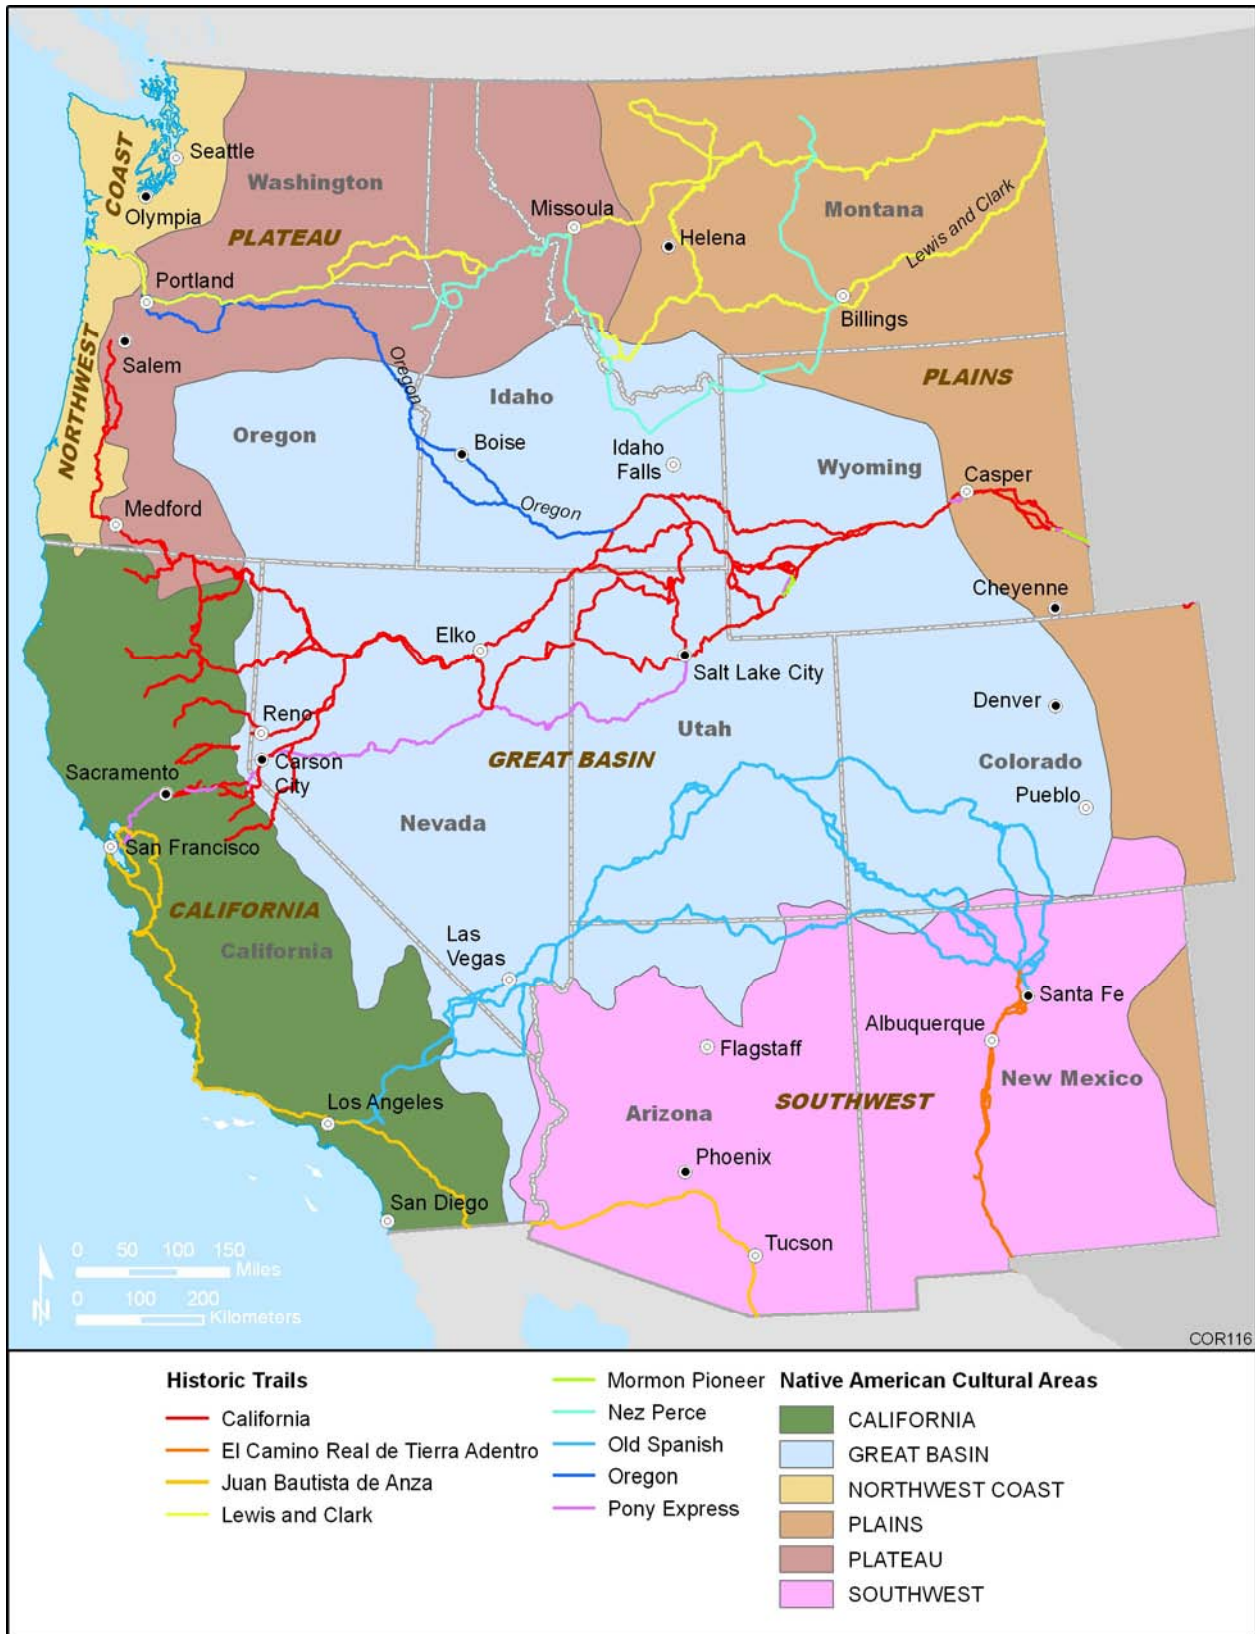 Seattle
COAST
Olympia
Washington
PLATEAU
Missoula
Helena
Montana
Lewis and Clark
Portland
Billings
NORTHWEST
Salem
Oregon
Idaho
PLAINS
Oregon
Boise
Idaho
Falls
Wyoming
Casper
Medford
Oregon
Cheyenne
Elko
Salt Lake City
Reno
Utah
Denver
Carson
City
GREAT BASIN
Colorado
Sacramento
Pueblo
Nevada
San Francisco
CALIFORNIA
California
Las
Vegas
Santa Fe
Albuquerque
Flagstaff
New Mexico
SOUTHWEST
Los Angeles
Arizona
Phoenix
San Diego
Tucson
N
0 50 100 150
Miles
0 100 200
Kilometers
COR116
Historic Trails
California
El Camino Real de Tierra Adentro
Juan Bautista de Anza
Lewis and Clark
Mormon Pioneer
Nez Perce
Old Spanish
Oregon
Pony Express
Native American Cultural Areas
CALIFORNIA
GREAT BASIN
NORTHWEST COAST
PLAINS
PLATEAU
SOUTHWEST